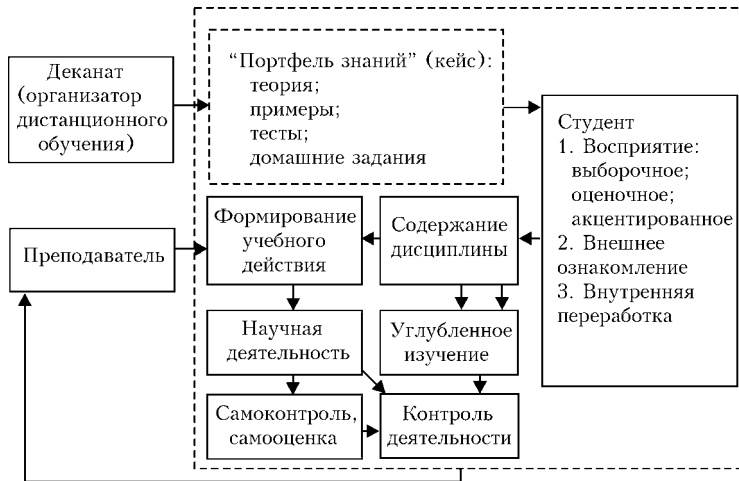 Деканат
(организатор
дистанционного
обучения)
“Портфель знаний” (кейс):
теория;
примеры;
тесты;
домашние задания
Студент
1. Восприятие:
выборочное;
оценочное;
акцентированное
2. Внешнее
ознакомление
3. Внутренняя
переработка
Преподаватель
Формирование
учебного
действия
Содержание
дисциплины
Научная
деятельность
Углубленное
изучение
Самоконтроль,
самооценка
Контроль
деятельности